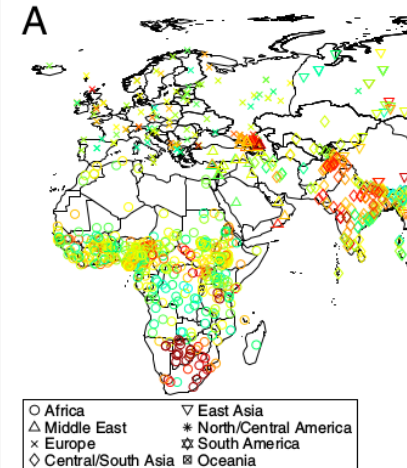 A
Africa
East Asia
Middle East
North/Central America
Europe
South America
Central/South Asia
Oceania